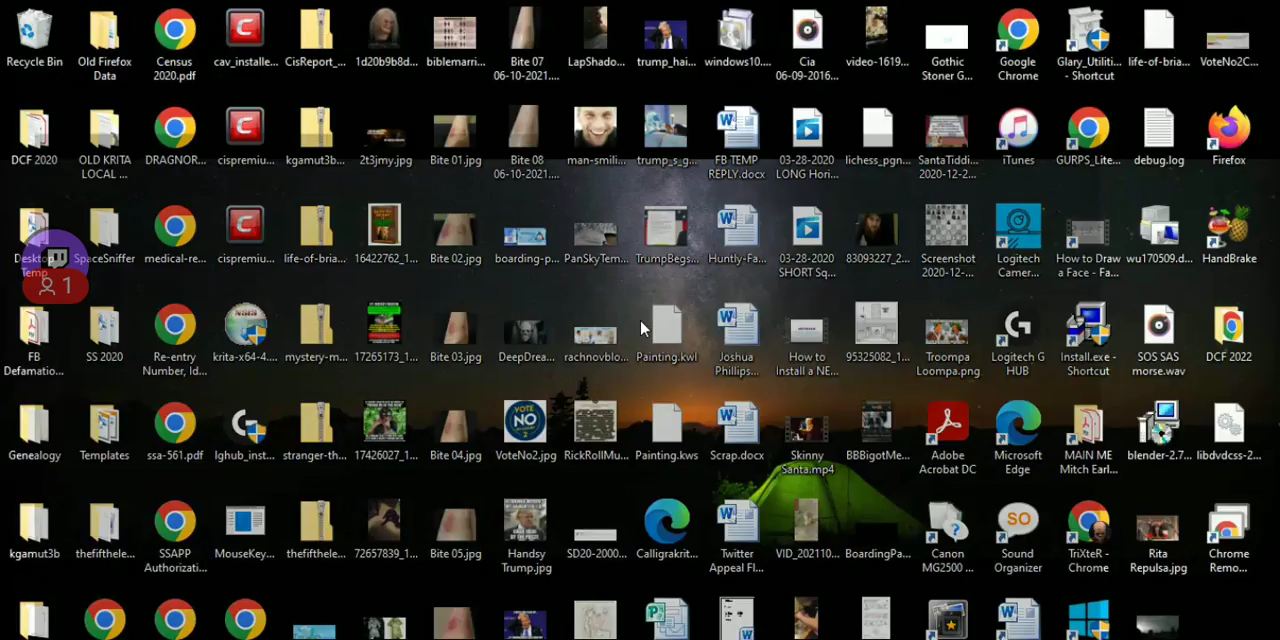 Recycle Bin
Old Firefox
Data
Census
2020.pdf
cav_installe...
CisReport_...
1d20b9b8d...
biblemarri...
Bite 07
06-10-2021....
LapShado...
trump_hai...
windows10....
Cia
06-09-2016...
video-1619...
Gothic
Stoner G...
Google
Chrome
Glary_Utiliti...
- Shortcut
life-of-bria...
VoteNo2C...
DCF 2020
OLD KRITA
LOCAL ...
DRAGNOR...
cispremiu...
kgamut3b...
2t3jmy.jpg
Bite 01.jpg
Bite 08
06-10-2021....
man-smili...
trump_s_g...
FB TEMP
REPLY.docx
03-28-2020
LONG Hori...
lichess_pgn...
SantaTiddi...
2020-12-2...
iTunes
GURPS_Lite...
debug.log
Firefox
Desktop
Temp
1
SpaceSniffer
medical-re...
cispremiu...
life-of-bria...
16422762_1...
Bite 02.jpg
boarding-p...
PanSkyTem...
TrumpBegs...
Huntly-Fa...
03-28-2020
SHORT Sq...
83093227_2...
Screenshot
2020-12-...
Logitech
Camer...
How to Draw
a Face - Fa...
wu170509.d...
HandBrake
FB
Defamatio...
SS 2020
Re-entry
Number, Id...
krita-x64-4....
mystery-m...
17265173_1...
Bite 03.jpg
DeepDrea...
rachnovblo...
Painting.kwl
Joshua
Phillips...
How to
Install a NE...
95325082_1...
Troompa
Loompa.png
Logitech G
HUB
Install.exe -
Shortcut
SOS SAS
morse.wav
DCF 2022
Genealogy
Templates
ssa-561.pdf
lghub_inst...
stranger-th...
17426027_1...
Bite 04.jpg
VOTE
NO
2
VoteNo2.jpg
RickRollMu...
Painting.kws
Scrap.docx
Skinny
Santa.mp4
BBBigotMe...
Adobe
Acrobat DC
Microsoft
Edge
MAIN ME
Mitch Earl...
blender-2.7...
libdvdcss-2...
kgamut3b
thefifthele...
SSAPP
Authorizati...
MouseKey...
thefifthele...
72657839_1...
Bite 05.jpg
Handsy
Trump.jpg
SD20-2000...
Calligrakrit...
Twitter
Appeal Fl...
VID_202110...
BoardingPa...
Canon
MG2500 ...
SO
Sound
Organizer
TriXteR -
Chrome
Rita
Repulsa.jpg
Chrome
Remo...